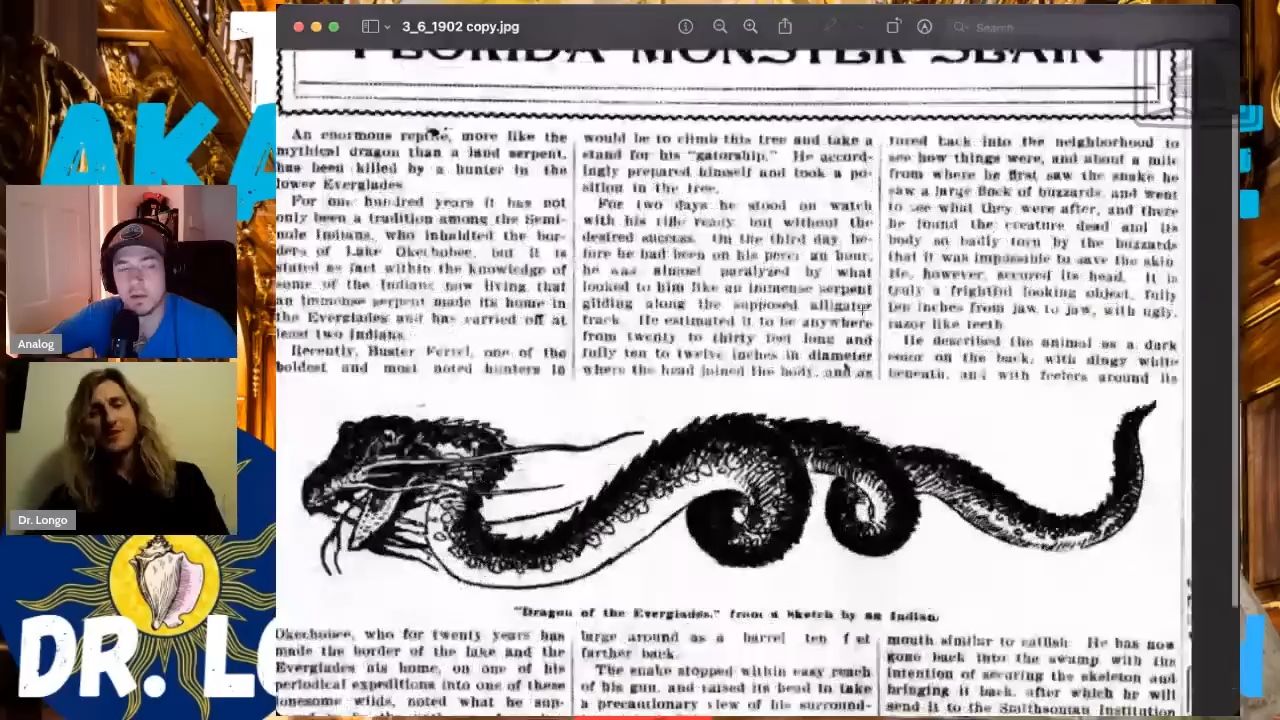 3_6_1902 copy.jpg
Search
FLORIDA MONSTER SLAIN
An enormous reptile, more like the
mythical dragon than a land serpent,
has been killed by a hunter in the
lower Everglades
For one hundred years it has not
only been a tradition among the Semi-
nole Indians, who inhabited the bor-
ders of Lake Okechobee, but it is
stated as fact within the knowledge of
some of the Indians now living, that
an immense serpent made its home in
the Everglades and has carried off at
least two Indians.
Recently, Buster Ferrel, one of the
boldest and most noted hunters in
would be to climb this tree and take a
stand for his "gatorship." He accord-
ingly prepared himself and took a po-
sition in the tree.
For two days he stood on watch
with his rifle ready but without the
desired success. On the third day, be-
fore he had been on his perch an hour,
he was almost paralyzed by what
looked to him like an immense serpent
gliding along the supposed alligator
track. He estimated it to be anywhere
from twenty to thirty feet long and
fully ten to twelve inches in diameter
where the head joined the body, and as
tured back into the neighborhood to
see how things were, and about a mile
from where he first saw the snake he
saw a large flock of buzzards, and went
to see what they were after, and there
he found the creature dead and its
body so badly torn by the buzzards
that it was impossible to save the skin
He, however, secured its head. It is
truly a frightful looking object, fully
ten inches from jaw to jaw, with ugly,
razor like teeth.
He described the animal as a dark
color on the back, with dingy white
beneath, and with feelers around its
"Dragon of the Everglades," from a sketch by an Indian.
Okechobee, who for twenty years has
made the border of the lake and the
Everglades his home, on one of his
periodical expeditions into one of these
lonesome wilds, noted what he sup-
large around as a barrel ten feet
farther back
The snake stopped within easy reach
of his gun, and raised its head to take
a precautionary view of his surround-
mouth similar to catfish. He has now
gone back into the swamp with the
intention of securing the skeleton and
bringing it back, after which he will
send it to the Smithsonian Institution
AKA
Analog
Dr. Longo
DR. L